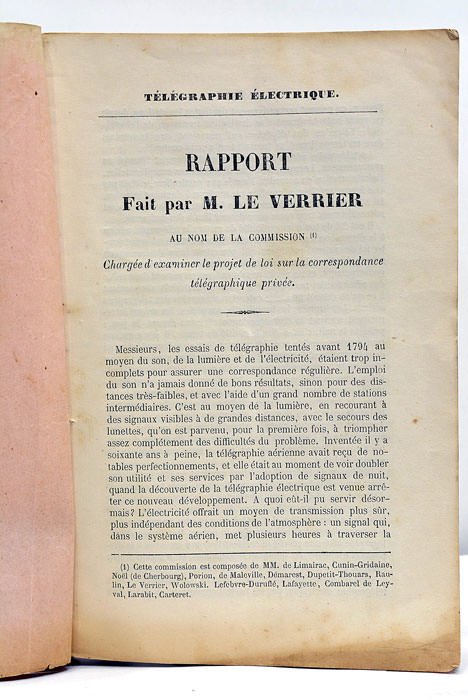 TÉLÉGRAPHIE ÉLECTRIQUE.
RAPPORT
Fait par M. LE VERRIER
AU NOM DE LA COMMISSION (1)
Chargée d'examiner le projet de loi sur la correspondance
télégraphique privée.
Messieurs, les essais de télégraphie tentés avant 1794 au
moyen du son, de la lumière et de l'électricité, étaient trop in-
complets pour assurer une correspondance régulière. L'emploi
du son n'a jamais donné de bons résultats, sinon pour des dis-
tances très-faibles, et avec l'aide d'un grand nombre de stations
intermédiaires. C'est au moyen de la lumière, en recourant à
des signaux visibles à de grandes distances, avec le secours des
lunettes, qu'on est parvenu, pour la première fois, à triompher
assez complétement des difficultés du problème. Inventée il y a
soixante ans à peine, la télégraphie aérienne avait reçu de no-
tables perfectionnements, et elle était au moment de voir doubler
son utilité et ses services par l'adoption de signaux de nuit,
quand la découverte de la télégraphie électrique est venue arrê-
ter ce nouveau développement. A quoi eût-il pu servir désor-
mais? L'électricité offrait un moyen de transmission plus sûr,
plus indépendant des conditions de l'atmosphère : un signal qui,
dans le système aérien, met plusieurs heures à traverser la
(1) Cette commission est composée de MM. de Limairac, Cunin-Gridaine,
Noël (de Cherbourg), Porion, de Maleville, Démarest, Dupetit-Thouars, Rau-
lin, Le Verrier, Wolowski. Lefebvre-Duruflé, Lafayette, Combarel de Ley-
val, Larabit, Carteret.